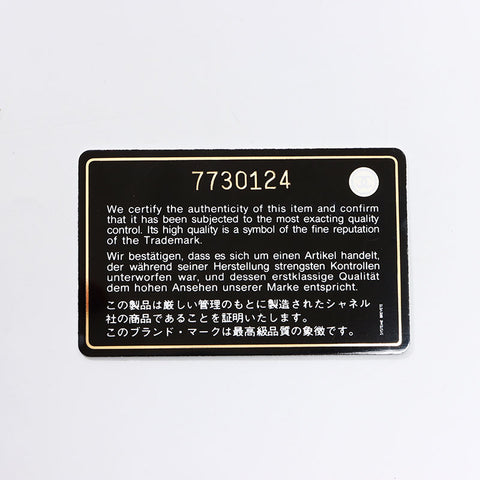 7730124
We certify the authenticity of this item and confirm
that it has been subjected to the most exacting quality
control. Its high quality is a symbol of the fine reputation
of the Trademark.
Wir bestätigen, dass es sich um einen Artikel handelt,
der während seiner Herstellung strengsten Kontrollen
unterworfen war, und dessen erstklassige Qualität
dem hohen Ansehen unserer Marke entspricht.
この製品は厳しい管理のもとに製造されたシャネル
社の商品であることを証明いたします。
このブランド・マークは最高級品質の象徴です。